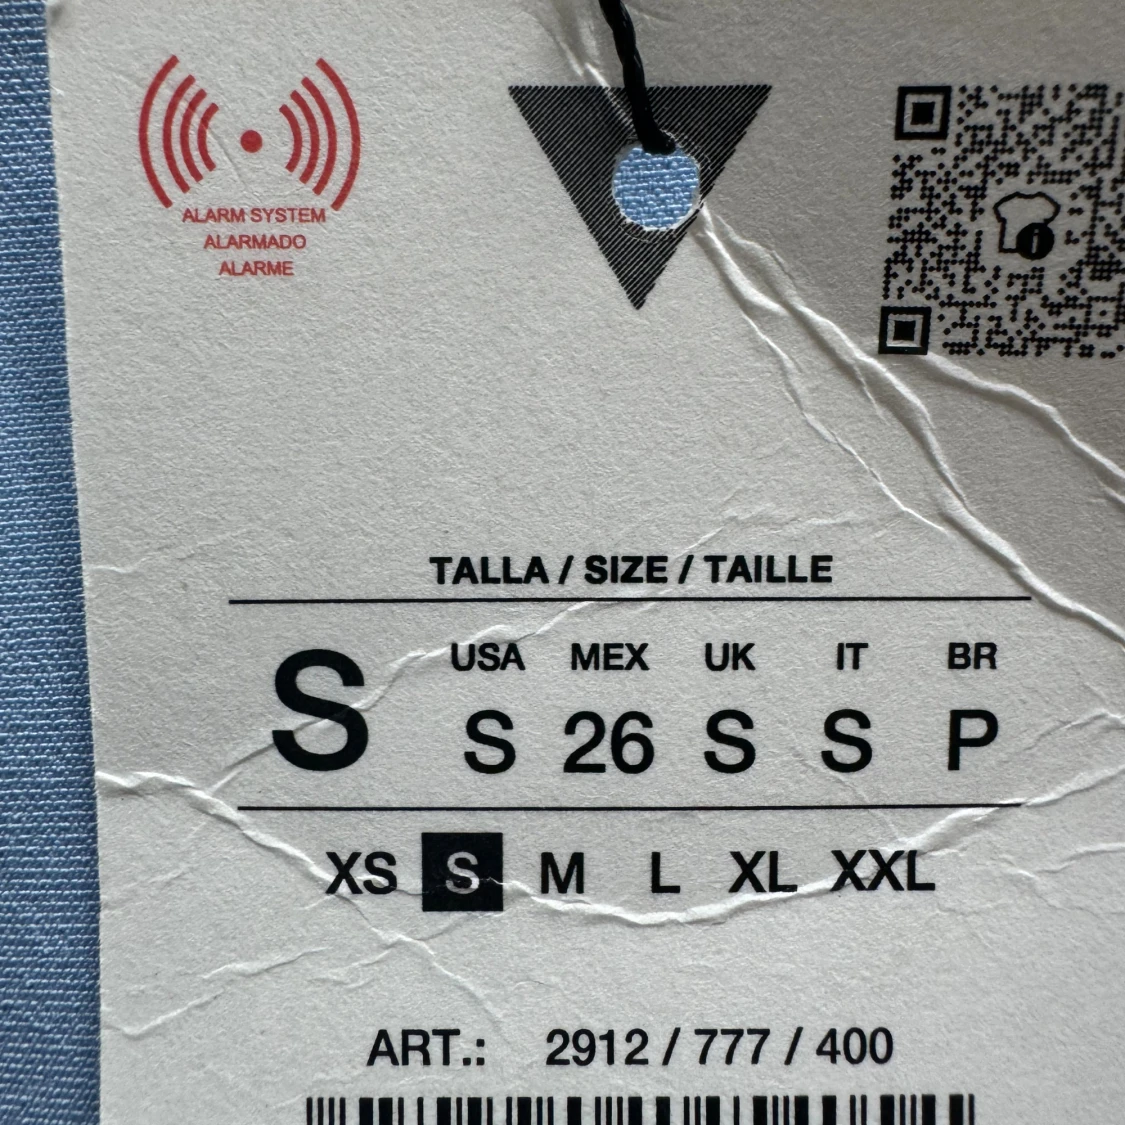 ALARM SYSTEM
ALARMADO
ALARME
TALLA / SIZE / TAILLE
S
USA MEX UK IT BR
S 26 S S P
XS S M L XL XXL
ART.: 2912 / 777 / 400